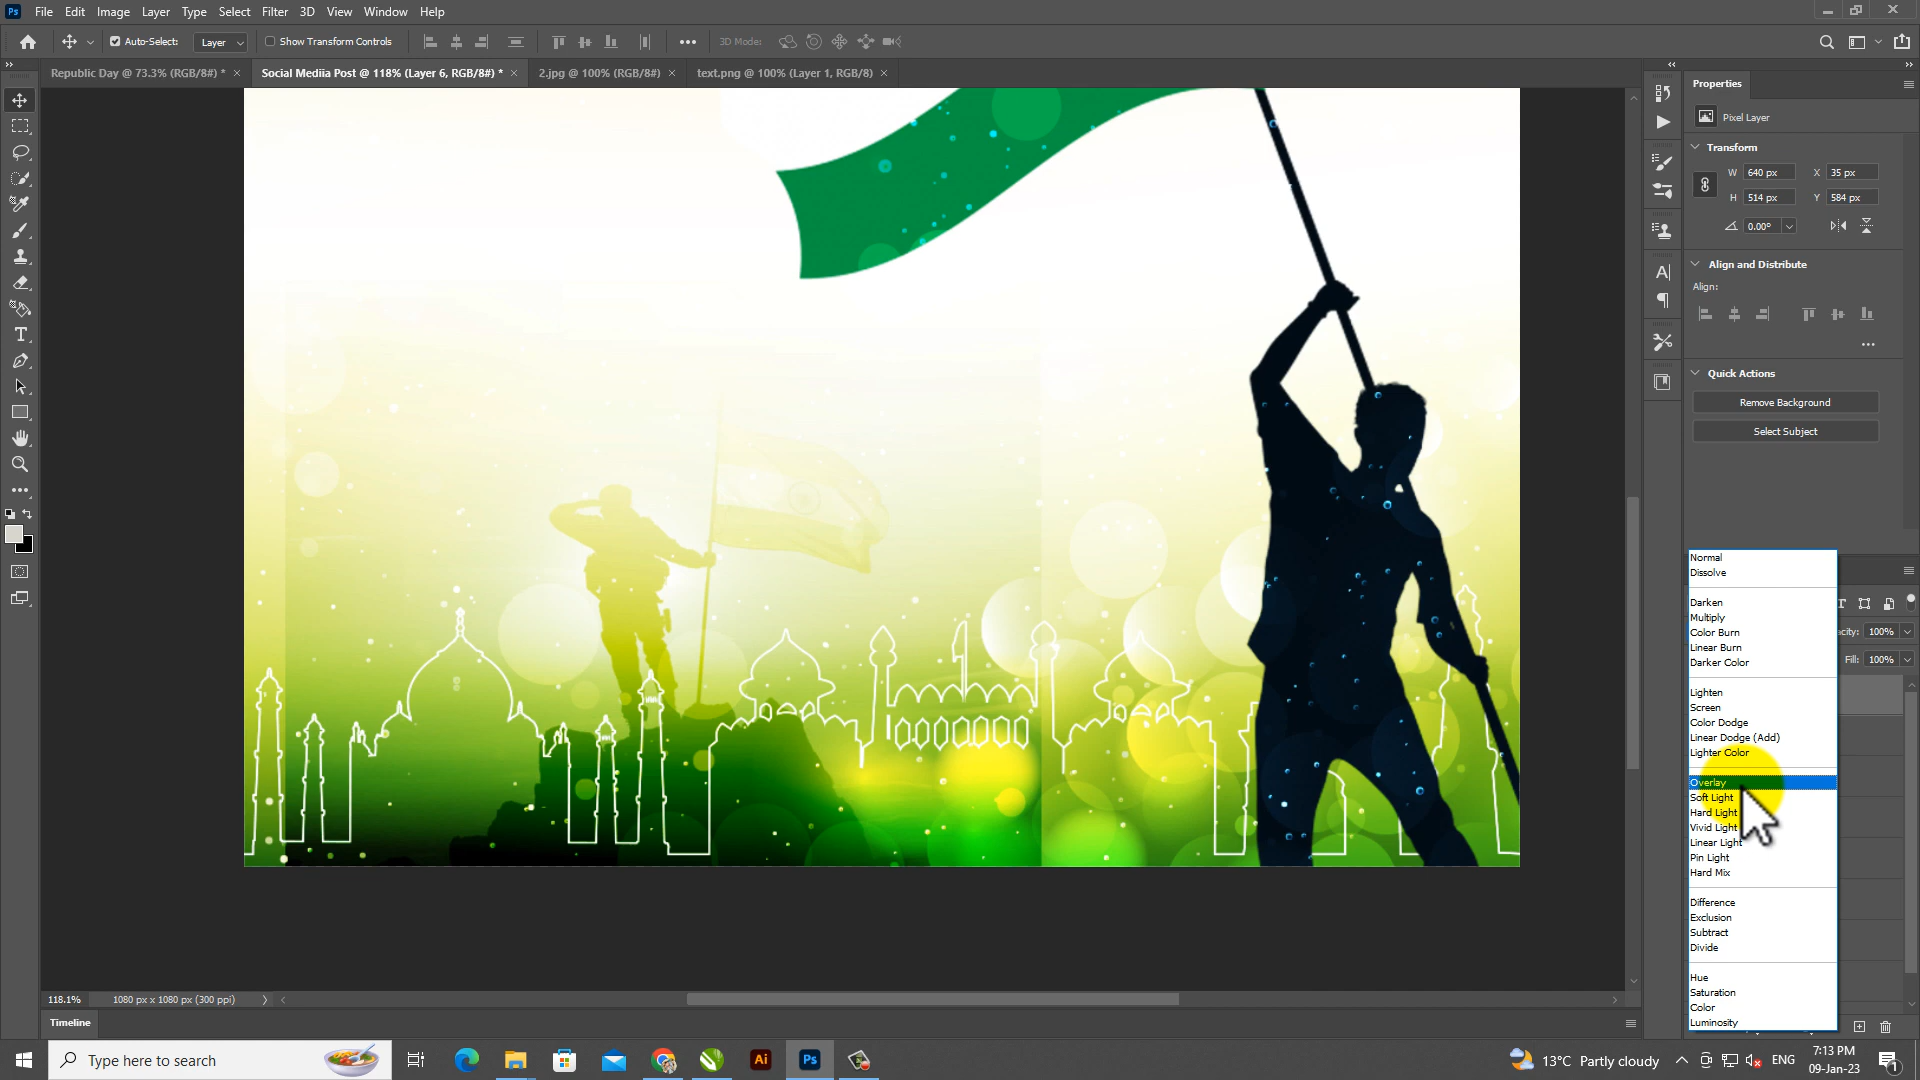 Ps File Edit Image Layer Type Select Filter 3D View Window Help
Auto-Select: Layer Show Transform Controls 3D Mode:
Republic Day @ 73.3% (RGB/8#) * × Social Mediia Post @ 118% (Layer 6, RGB/8#) * × 2.jpg @ 100% (RGB/8#) × text.png @ 100% (Layer 1, RGB/8) ×
Properties
Pixel Layer
Transform
W 640 px X 35 px
H 514 px Y 584 px
0.00°
Align and Distribute
Align:
Quick Actions
Remove Background
Select Subject
Normal
Dissolve
Darken
Multiply
acity: 100%
Color Burn
Linear Burn
Fill: 100%
Darker Color
Lighten
Screen
Color Dodge
Linear Dodge (Add)
Lighter Color
Overlay
Soft Light
Hard Light
Vivid Light
Linear Light
Pin Light
Hard Mix
Difference
Exclusion
Subtract
Divide
Hue
Saturation
Color
Luminosity
118.1% 1080 px x 1080 px (300 ppi)
Timeline
Type here to search
Ai Ps
13°C Partly cloudy
ENG
7:13 PM
09-Jan-23
1